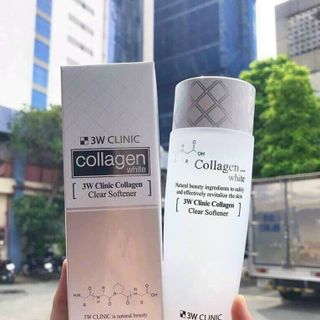 3W CLINIC
collagen
white
3W Clinic Collagen
Clear Softener
3W CLINIC is natural beauty
Collagen
white
Natural beauty ingredients to solidify
and effectively revitalize the skin
3W Clinic Collagen
Clear Softener
3W CLINIC